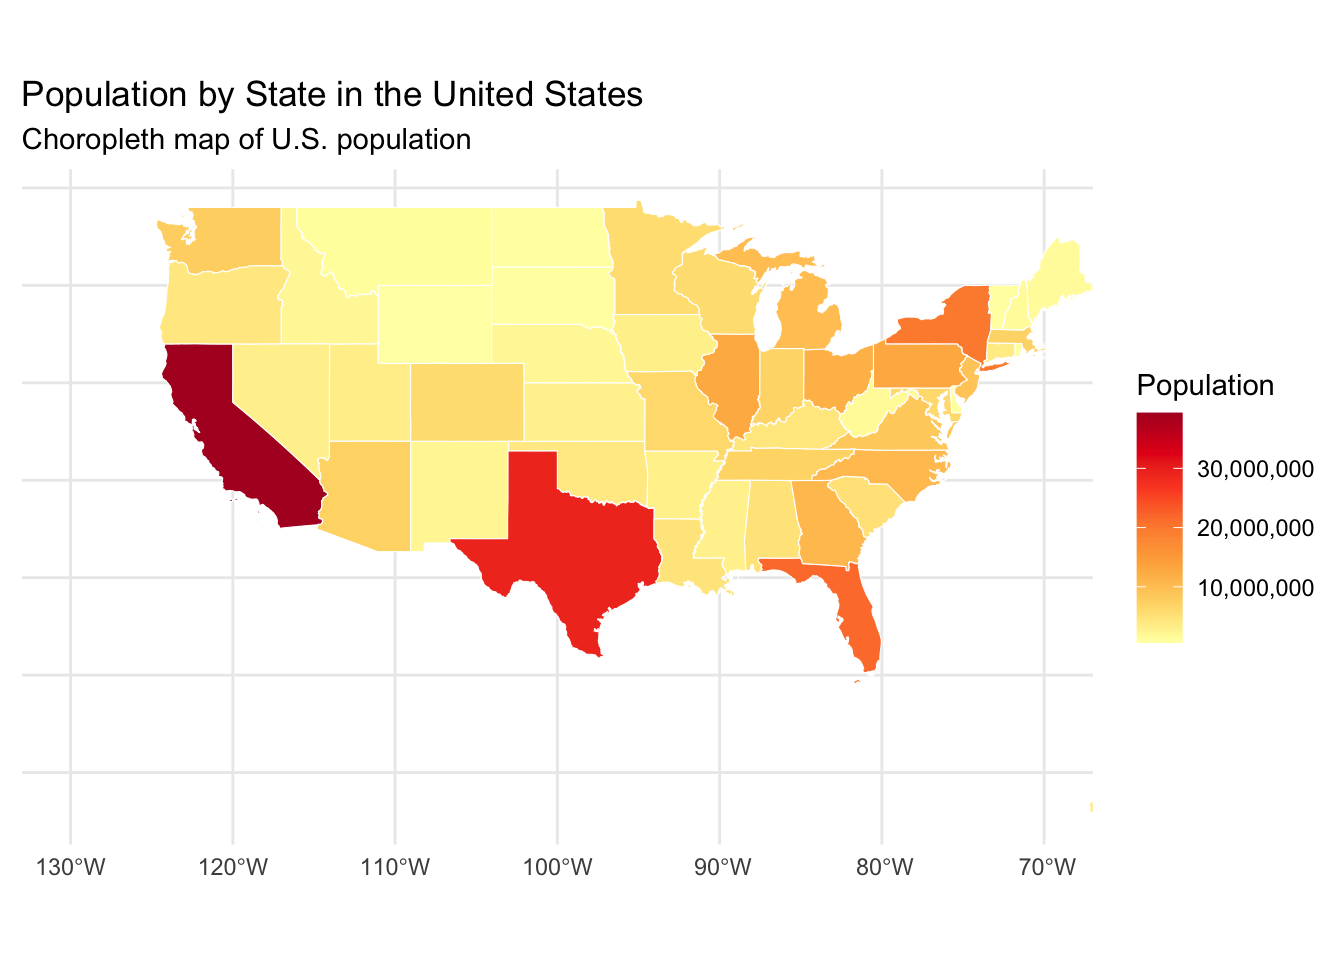 Population by State in the United States
Choropleth map of U.S. population
Population
30,000,000
20,000,000
10,000,000
130°W 120°W 110°W 100°W 90°W 80°W 70°W